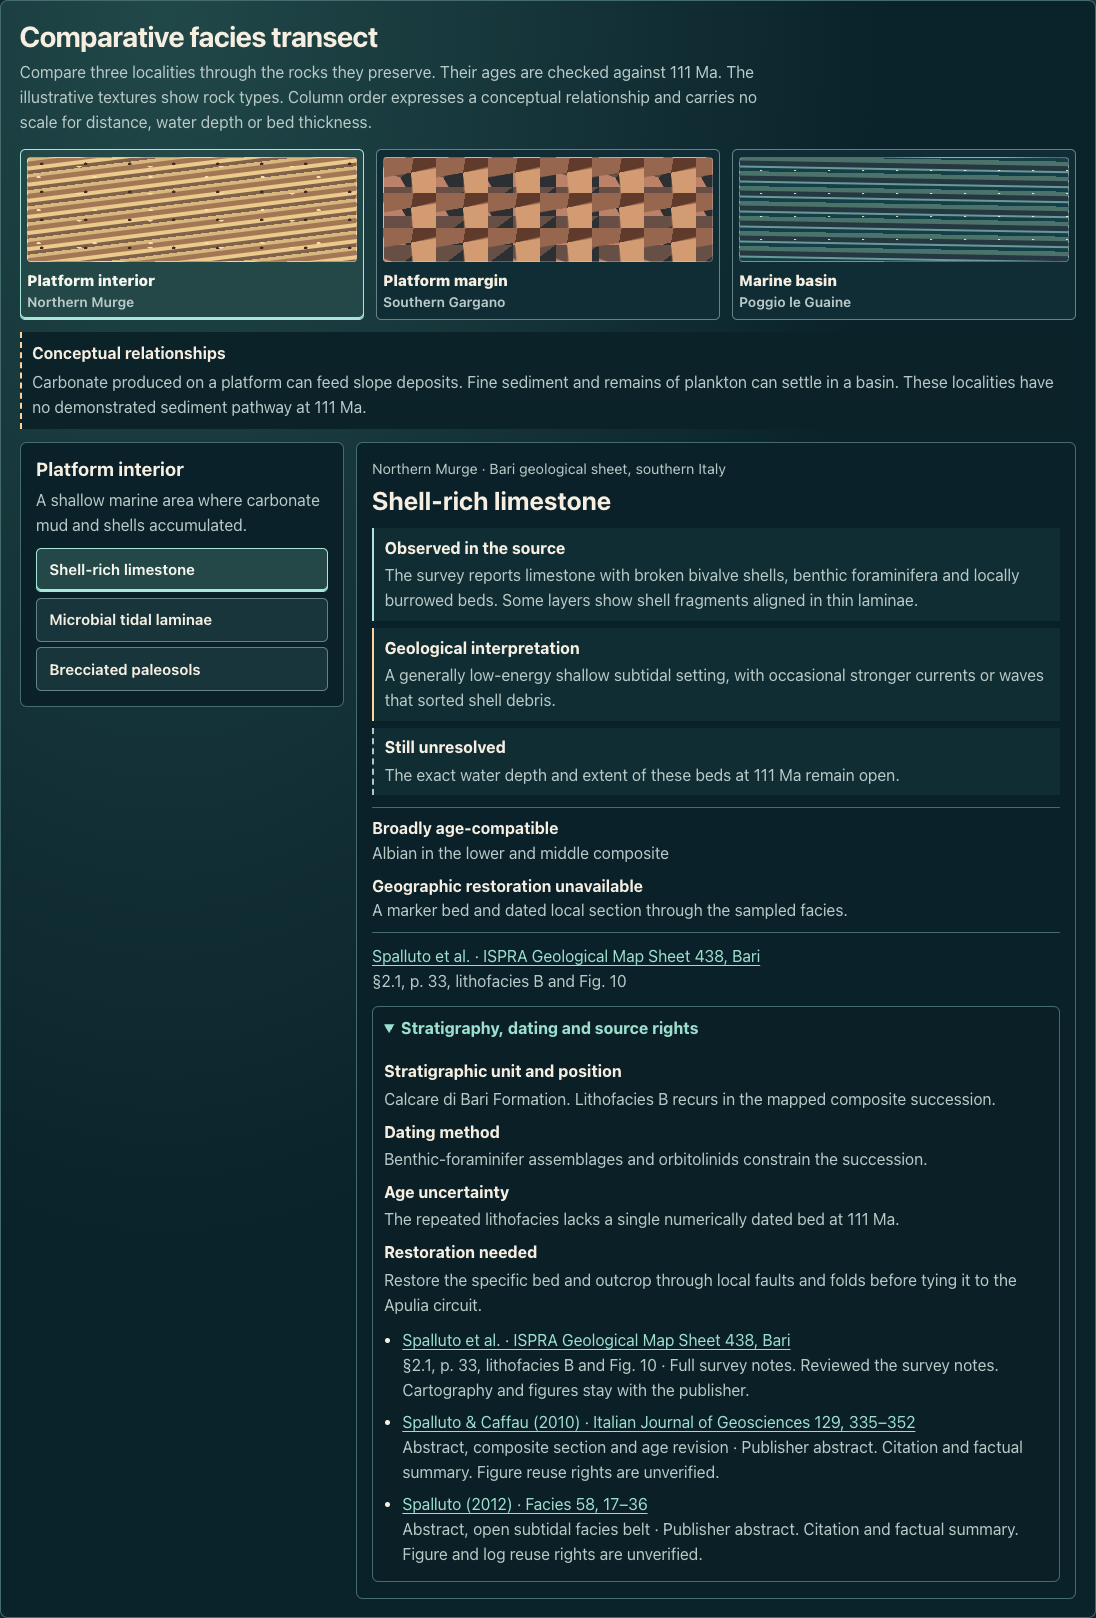 Comparative facies transect
Compare three localities through the rocks they preserve. Their ages are checked against 111 Ma. The
illustrative textures show rock types. Column order expresses a conceptual relationship and carries no
scale for distance, water depth or bed thickness.
Platform interior
Northern Murge
Platform margin
Southern Gargano
Marine basin
Poggio le Guaine
Conceptual relationships
Carbonate produced on a platform can feed slope deposits. Fine sediment and remains of plankton can settle in a basin. These localities have
no demonstrated sediment pathway at 111 Ma.
Platform interior
A shallow marine area where carbonate
mud and shells accumulated.
Shell-rich limestone
Microbial tidal laminae
Brecciated paleosols
Northern Murge · Bari geological sheet, southern Italy
Shell-rich limestone
Observed in the source
The survey reports limestone with broken bivalve shells, benthic foraminifera and locally
burrowed beds. Some layers show shell fragments aligned in thin laminae.
Geological interpretation
A generally low-energy shallow subtidal setting, with occasional stronger currents or waves
that sorted shell debris.
Still unresolved
The exact water depth and extent of these beds at 111 Ma remain open.
Broadly age-compatible
Albian in the lower and middle composite
Geographic restoration unavailable
A marker bed and dated local section through the sampled facies.
Spalluto et al. · ISPRA Geological Map Sheet 438, Bari
§2.1, p. 33, lithofacies B and Fig. 10
▼ Stratigraphy, dating and source rights
Stratigraphic unit and position
Calcare di Bari Formation. Lithofacies B recurs in the mapped composite succession.
Dating method
Benthic-foraminifer assemblages and orbitolinids constrain the succession.
Age uncertainty
The repeated lithofacies lacks a single numerically dated bed at 111 Ma.
Restoration needed
Restore the specific bed and outcrop through local faults and folds before tying it to the
Apulia circuit.
• Spalluto et al. · ISPRA Geological Map Sheet 438, Bari
§2.1, p. 33, lithofacies B and Fig. 10 · Full survey notes. Reviewed the survey notes.
Cartography and figures stay with the publisher.
• Spalluto & Caffau (2010) · Italian Journal of Geosciences 129, 335–352
Abstract, composite section and age revision · Publisher abstract. Citation and factual
summary. Figure reuse rights are unverified.
• Spalluto (2012) · Facies 58, 17–36
Abstract, open subtidal facies belt · Publisher abstract. Citation and factual summary.
Figure and log reuse rights are unverified.